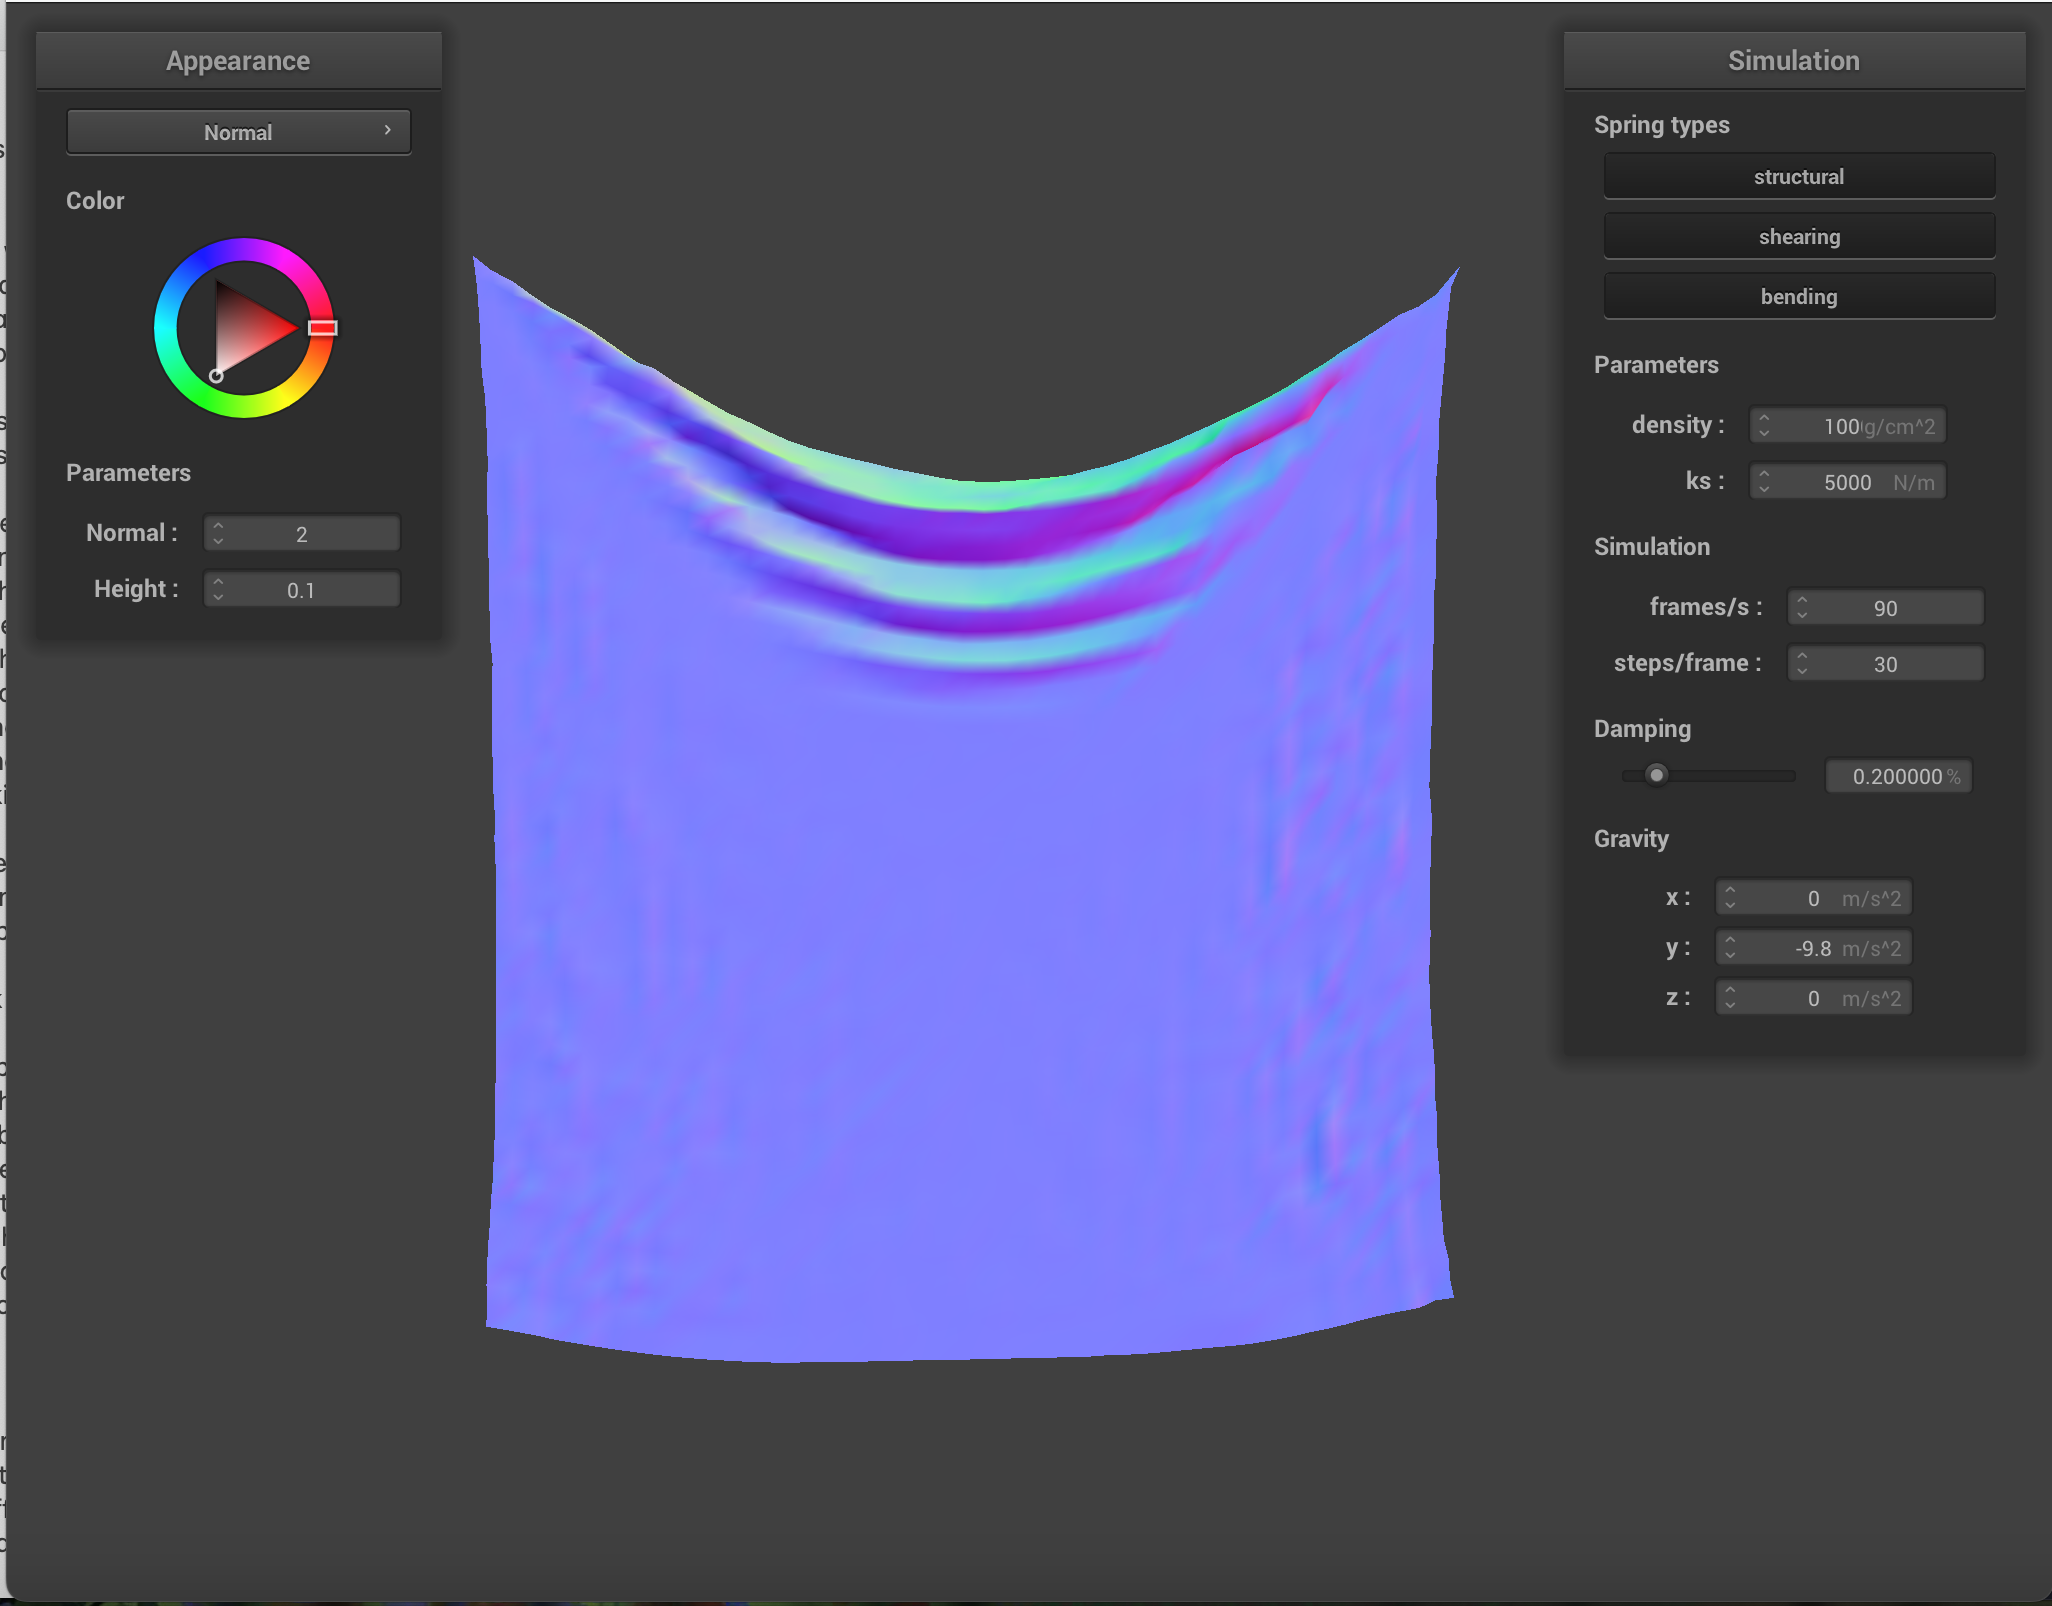 Appearance
Normal
Color
Parameters
Normal : 2
Height : 0.1
Simulation
Spring types
structural
shearing
bending
Parameters
density : 100 g/cm^2
ks : 5000 N/m
Simulation
frames/s : 90
steps/frame : 30
Damping
0.200000 %
Gravity
x : 0 m/s^2
y : -9.8 m/s^2
z : 0 m/s^2